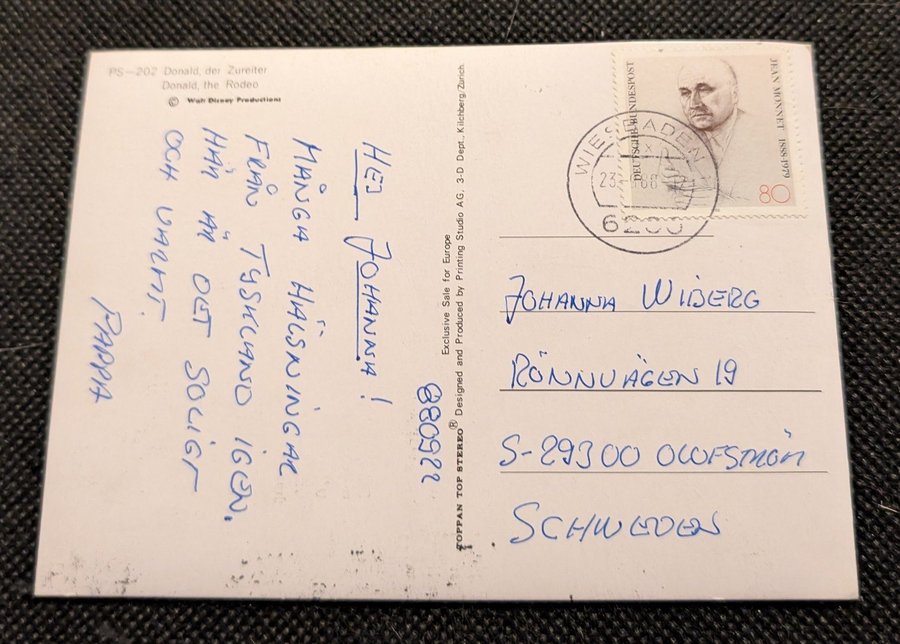 PS-202 Donald, der Zureiter
Donald, the Rodeo
© Walt Disney Productions
880922
HEJ JOHANNA!
MÅNGA HÄLSNINGAR
FRÅN TYSKLAND IGEN.
HÄR ÄR DET SOLIGT
OCH VARMT.
PAPPA
Exclusive Sale for Europe
TOPPAN TOP STEREO® Designed and Produced by Printing Studio AG, 3-D Dept., Kilchberg/Zürich.
DEUTSCHE BUNDESPOST
JEAN MONNET 1888-1979
80
WIESBADEN
6200
JOHANNA WIBERG
RÖNNVÄGEN 19
S-29300 OLOFSTRÖM
SCHWEDEN